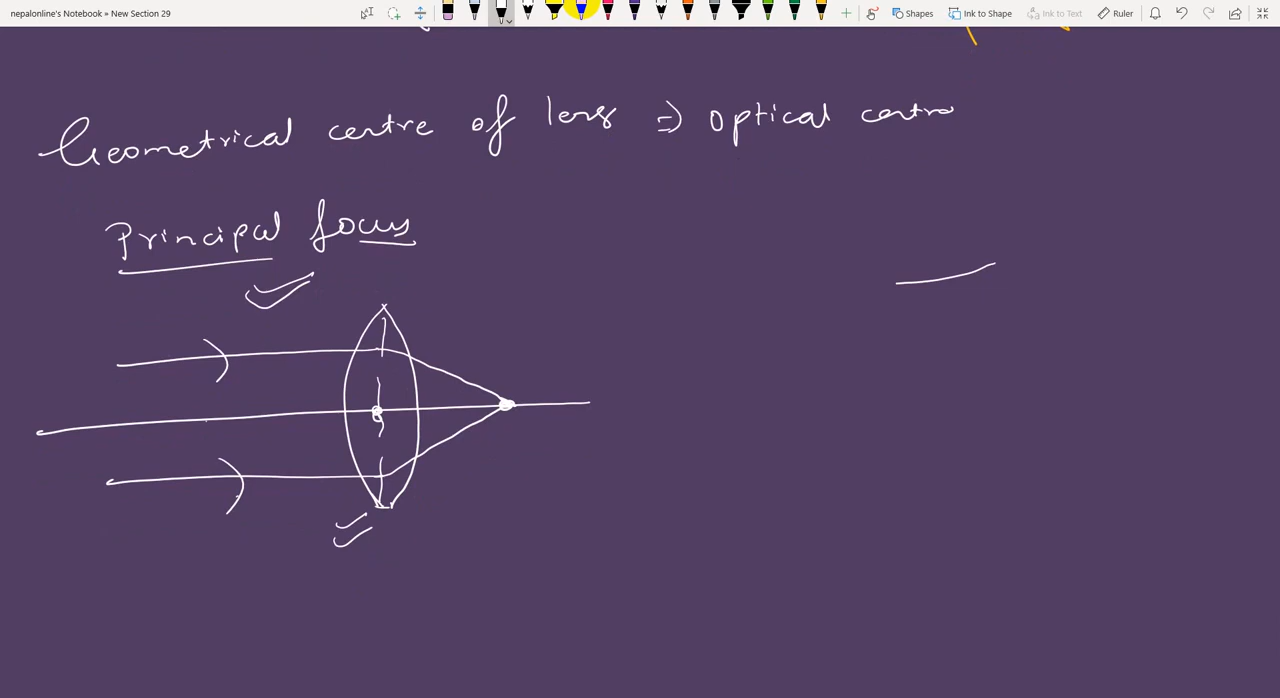 nepalonline's Notebook » New Section 29
Shapes Ink to Shape Ink to Text Ruler
Geometrical centre of lens => optical centre
Principal focus